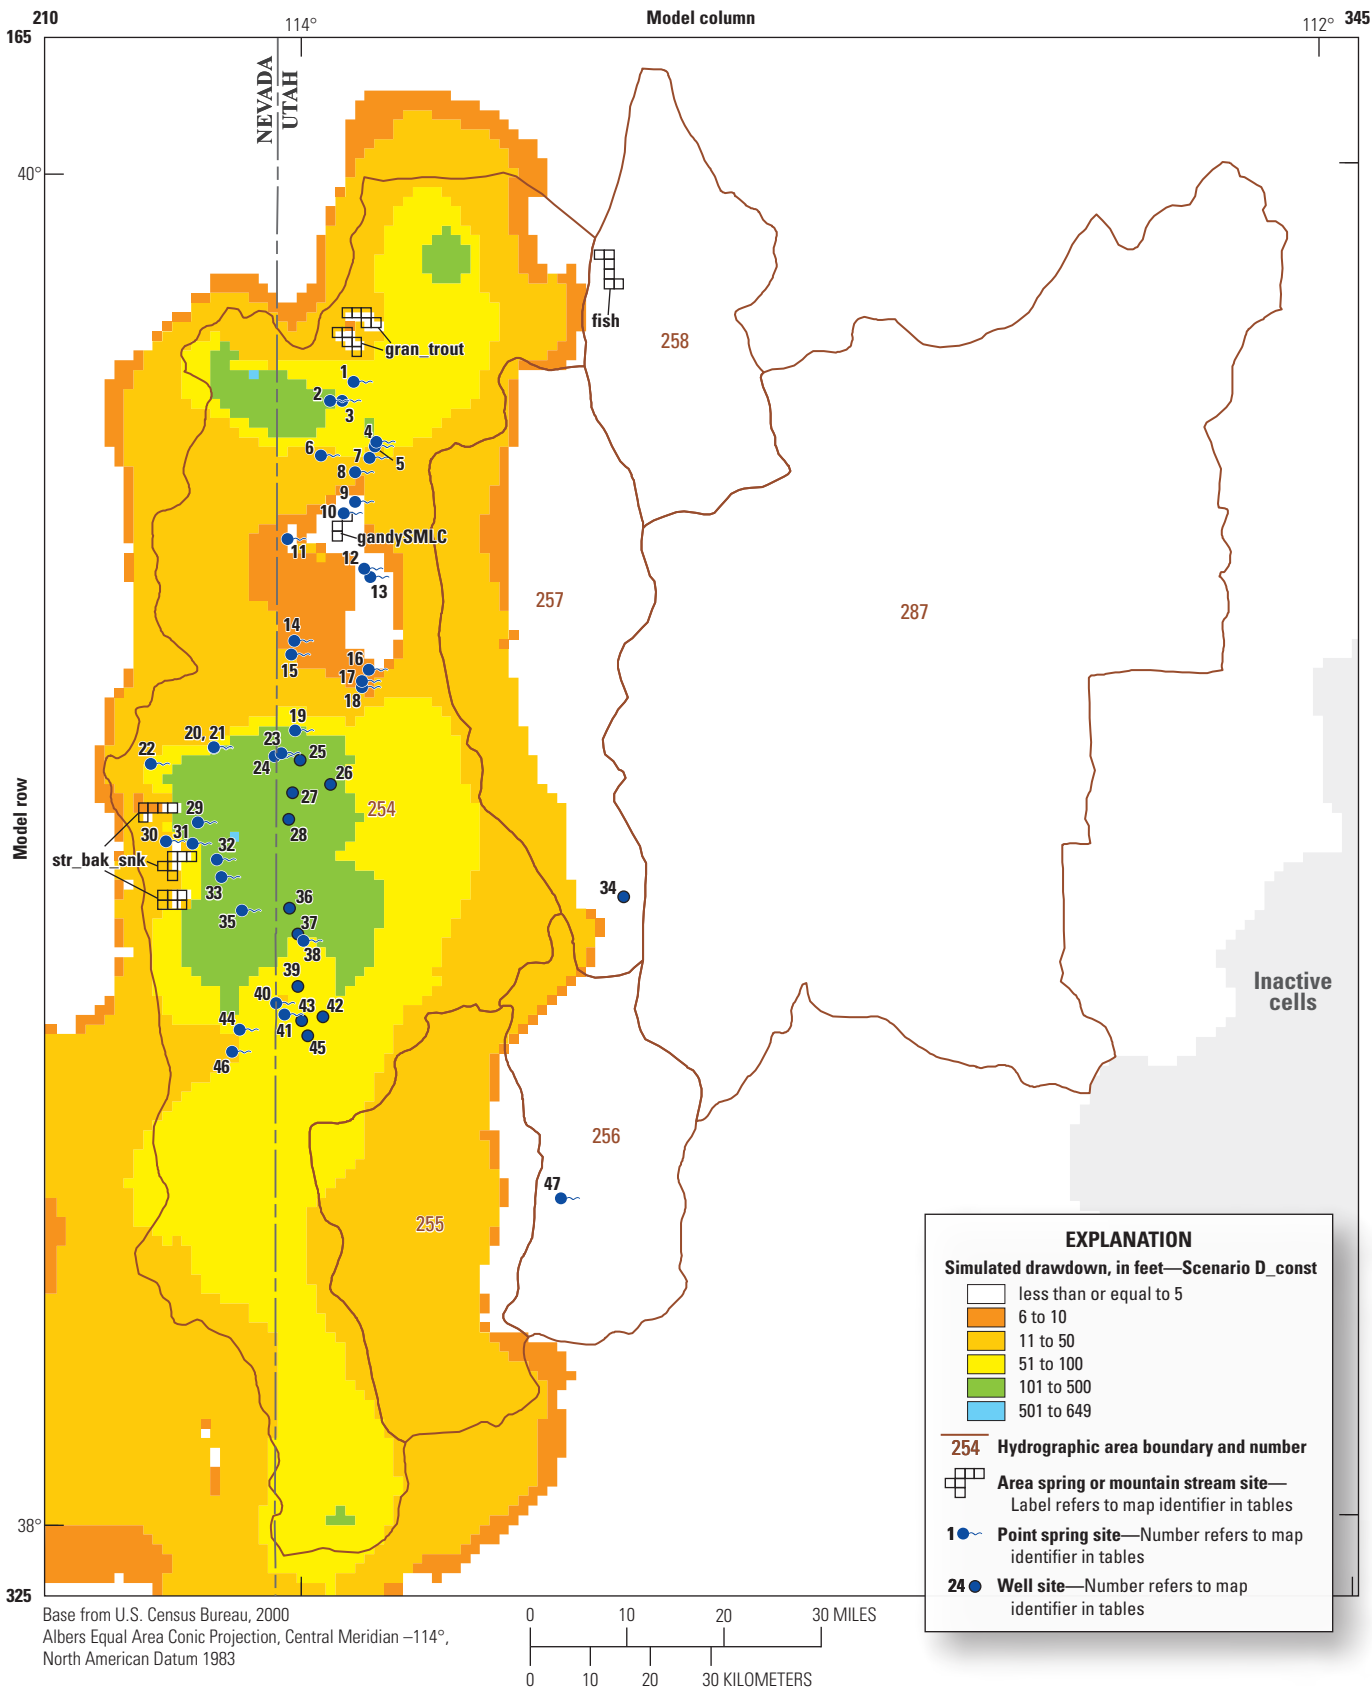 210
Model column
345
165
114°
112°
NEVADA
UTAH
40°
fish
258
gran_trout
1
2
3
4
5
6
7
8
9
10
gandySMLC
11
12
13
257
287
14
15
16
17
18
19
20, 21
22
23
24
25
26
27
28
254
29
30
31
32
33
str_bak_snk
34
35
36
37
38
39
40
41
42
43
44
45
46
Model row
Inactive
cells
256
47
255
38°
325
EXPLANATION
Simulated drawdown, in feet—Scenario D_const
less than or equal to 5
6 to 10
11 to 50
51 to 100
101 to 500
501 to 649
254 Hydrographic area boundary and number
Area spring or mountain stream site—
Label refers to map identifier in tables
1 Point spring site—Number refers to map
identifier in tables
24 Well site—Number refers to map
identifier in tables
Base from U.S. Census Bureau, 2000
Albers Equal Area Conic Projection, Central Meridian –114°,
North American Datum 1983
0 10 20 30 MILES
0 10 20 30 KILOMETERS